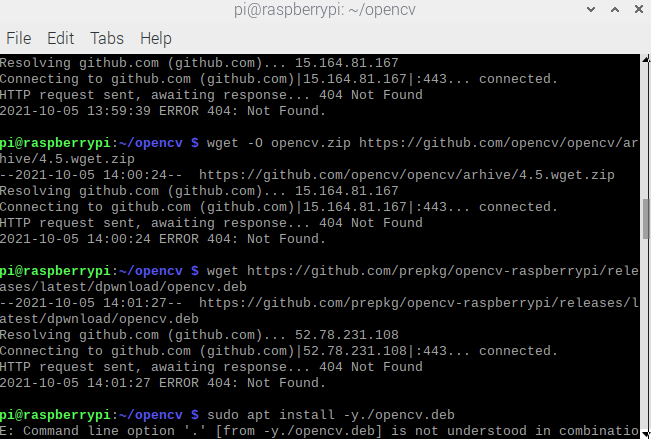 pi@raspberrypi: ~/opencv
File Edit Tabs Help
Resolving github.com (github.com)... 15.164.81.167
Connecting to github.com (github.com)|15.164.81.167|:443... connected.
HTTP request sent, awaiting response... 404 Not Found
2021-10-05 13:59:39 ERROR 404: Not Found.
pi@raspberrypi:~/opencv $ wget -O opencv.zip https://github.com/opencv/opencv/ar
hive/4.5.wget.zip
--2021-10-05 14:00:24-- https://github.com/opencv/opencv/arhive/4.5.wget.zip
Resolving github.com (github.com)... 15.164.81.167
Connecting to github.com (github.com)|15.164.81.167|:443... connected.
HTTP request sent, awaiting response... 404 Not Found
2021-10-05 14:00:24 ERROR 404: Not Found.
pi@raspberrypi:~/opencv $ wget https://github.com/prepkg/opencv-raspberrypi/rele
ases/latest/dpwnload/opencv.deb
--2021-10-05 14:01:27-- https://github.com/prepkg/opencv-raspberrypi/releases/l
atest/dpwnload/opencv.deb
Resolving github.com (github.com)... 52.78.231.108
Connecting to github.com (github.com)|52.78.231.108|:443... connected.
HTTP request sent, awaiting response... 404 Not Found
2021-10-05 14:01:27 ERROR 404: Not Found.
pi@raspberrypi:~/opencv $ sudo apt install -y./opencv.deb
E: Command line option '.' [from -y./opencv.deb] is not understood in combinatio